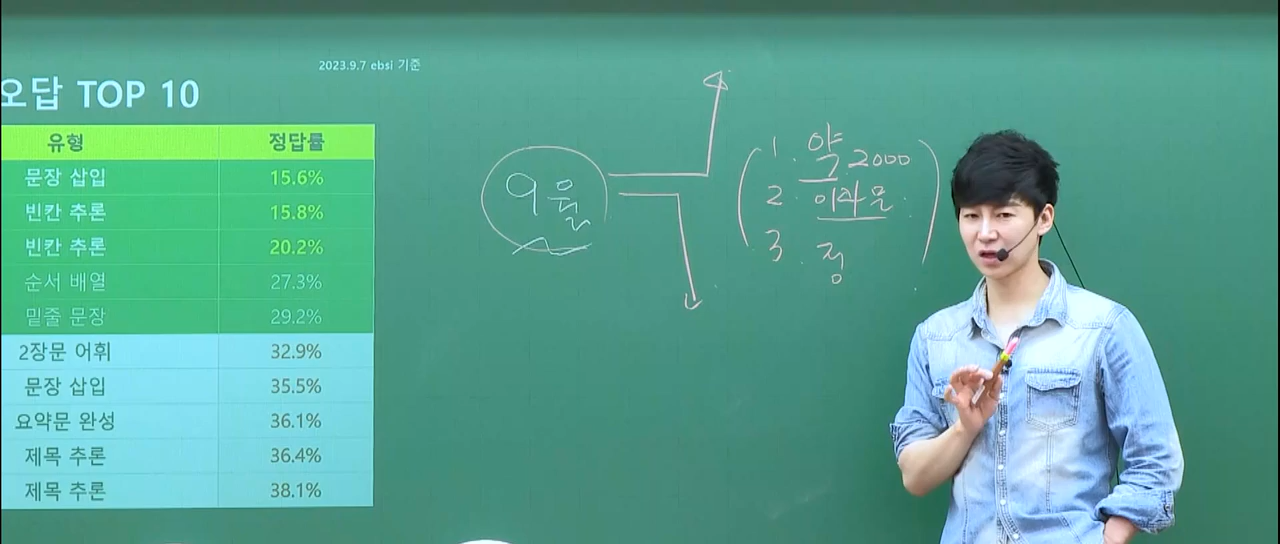 2023.9.7 ebsi 기준
오답 TOP 10
유형 정답률
문장 삽입 15.6%
빈칸 추론 15.8%
빈칸 추론 20.2%
순서 배열 27.3%
밑줄 문장 29.2%
2장문 어휘 32.9%
문장 삽입 35.5%
요약문 완성 36.1%
제목 추론 36.4%
제목 추론 38.1%
9월
1. 약 2000
2. 이라운
3. 정